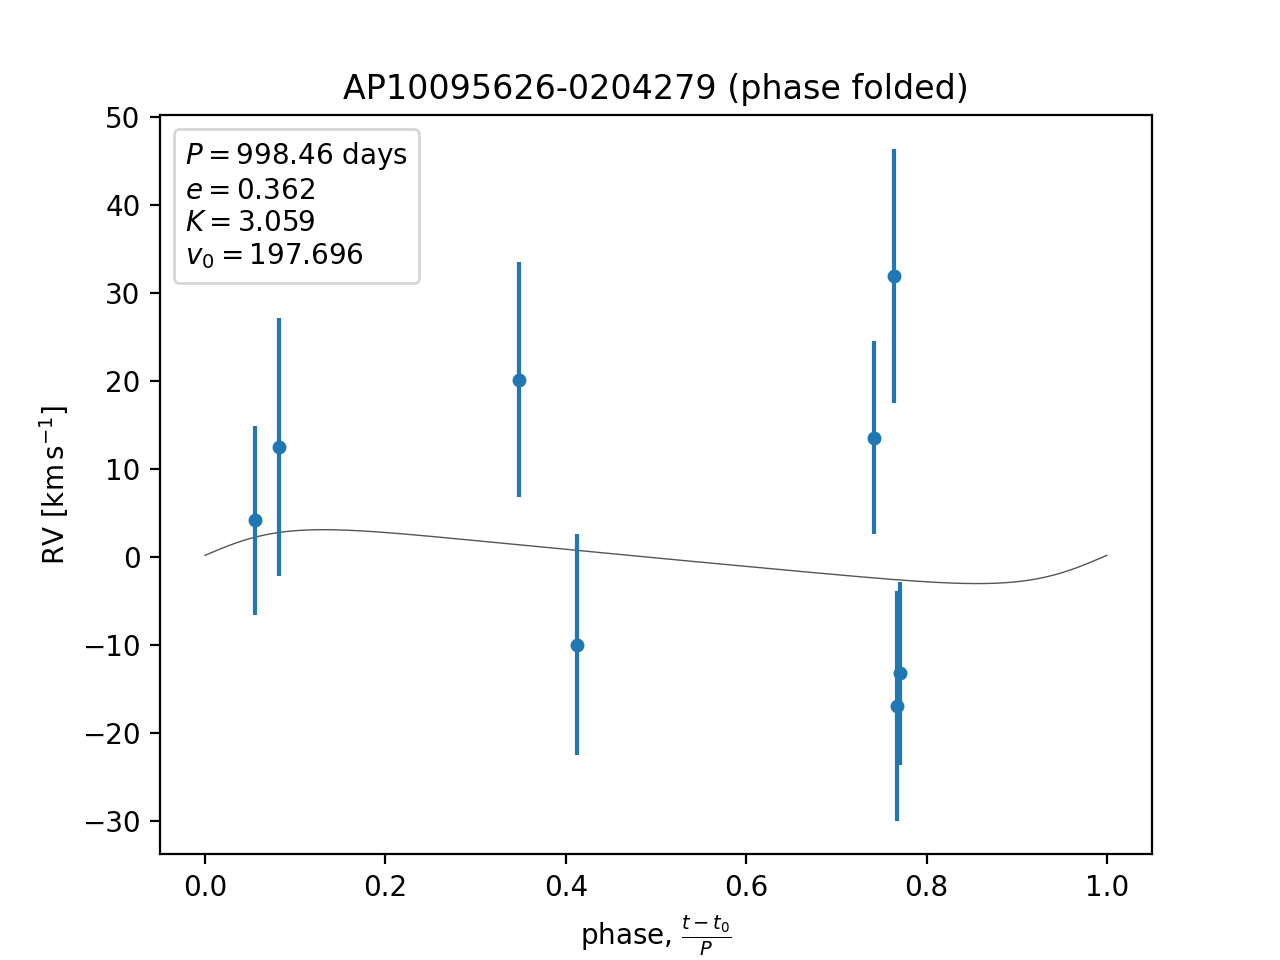 AP10095626-0204279 (phase folded)
P = 998.46 days
e = 0.362
K = 3.059
v₀ = 197.696
50
40
30
20
10
0
−10
−20
−30
RV [km s⁻¹]
0.0 0.2 0.4 0.6 0.8 1.0
phase, (t − t₀)/P